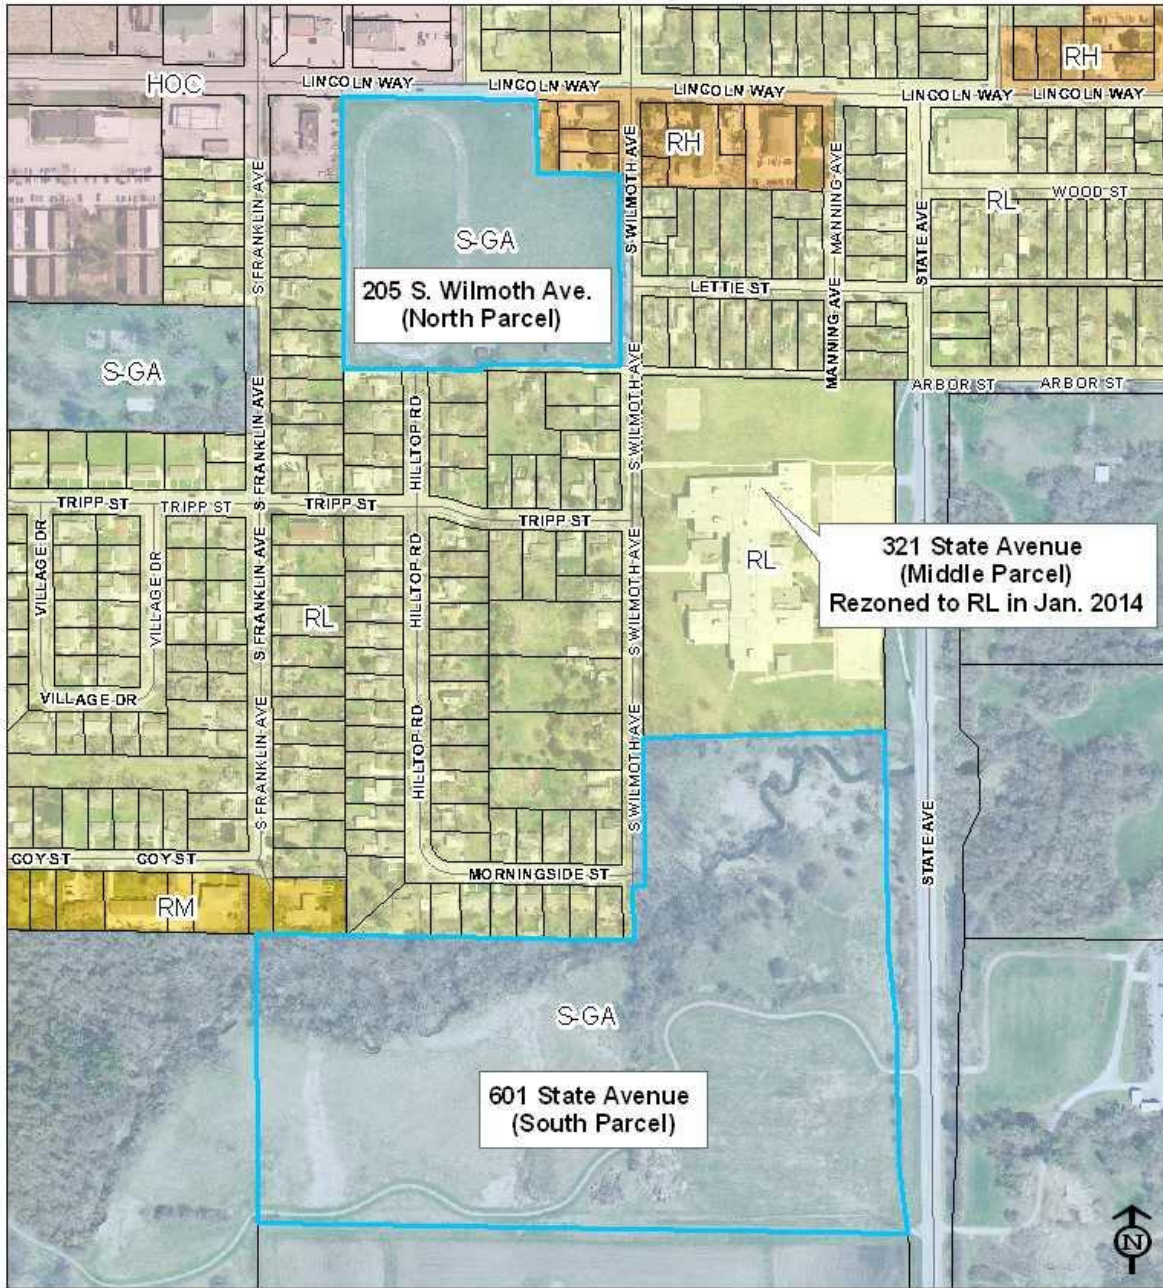 RH
HOC
LINCOLN WAY
LINCOLN WAY
LINCOLN WAY
LINCOLN WAY
LINCOLN WAY
RH
S WILMOTH AVE
MANNING AVE
STATE AVE
WOOD ST
RL
S FRANKLIN AVE
S-GA
205 S. Wilmoth Ave.
(North Parcel)
LETTIE ST
MANNING AVE
S-GA
ARBOR ST
ARBOR ST
S FRANKLIN AVE
HILLTOP RD
S WILMOTH AVE
TRIPP ST
TRIPP ST
TRIPP ST
TRIPP ST
VILLAGE DR
VILLAGE DR
S FRANKLIN AVE
RL
HILLTOP RD
S WILMOTH AVE
RL
321 State Avenue
(Middle Parcel)
Rezoned to RL in Jan. 2014
VILLAGE DR
S FRANKLIN AVE
HILLTOP RD
S WILMOTH AVE
STATE AVE
COY ST
COY ST
MORNINGSIDE ST
RM
S-GA
601 State Avenue
(South Parcel)
N